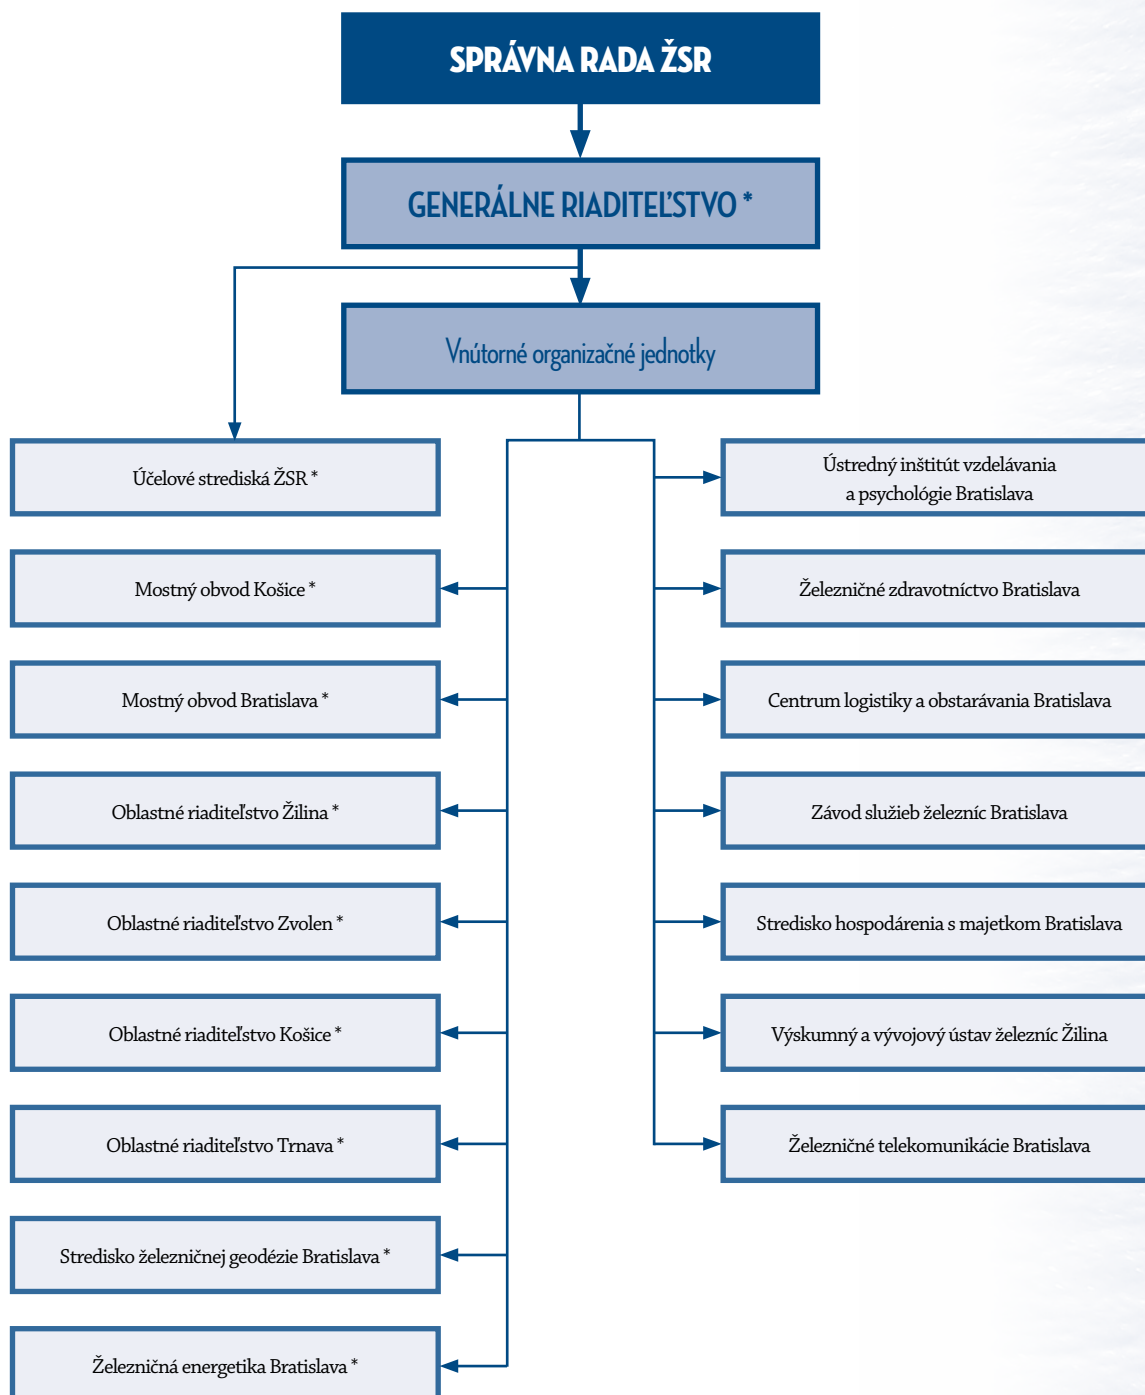 SPRÁVNA RADA ŽSR
GENERÁLNE RIADITEĽSTVO *
Vnútorné organizačné jednotky
Účelové strediská ŽSR *
Mostný obvod Košice *
Mostný obvod Bratislava *
Oblastné riaditeľstvo Žilina *
Oblastné riaditeľstvo Zvolen *
Oblastné riaditeľstvo Košice *
Oblastné riaditeľstvo Trnava *
Stredisko železničnej geodézie Bratislava *
Železničná energetika Bratislava *
Ústredný inštitút vzdelávania
a psychológie Bratislava
Železničné zdravotníctvo Bratislava
Centrum logistiky a obstarávania Bratislava
Závod služieb železníc Bratislava
Stredisko hospodárenia s majetkom Bratislava
Výskumný a vývojový ústav železníc Žilina
Železničné telekomunikácie Bratislava